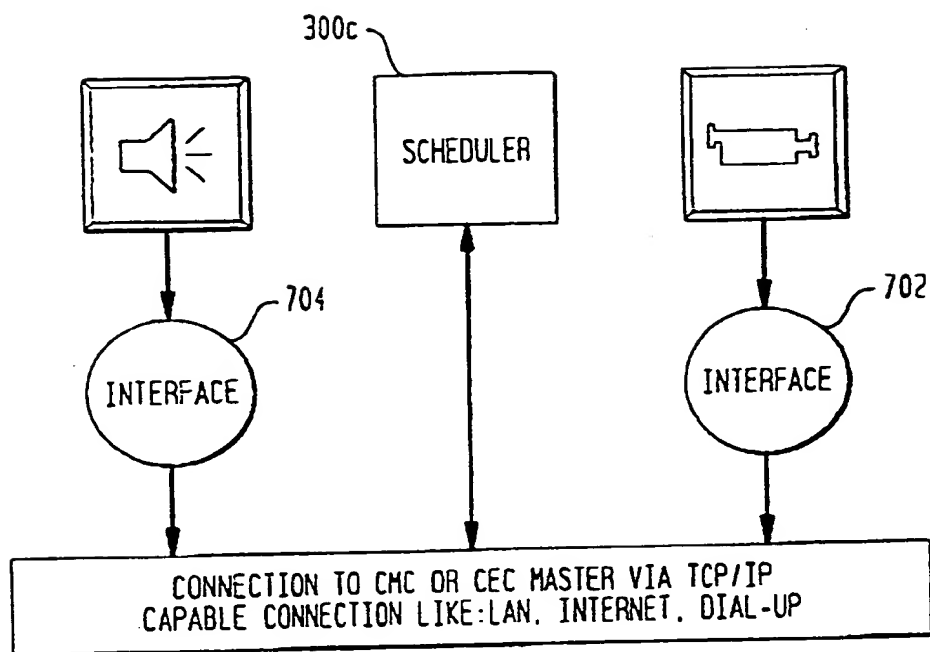 300c
SCHEDULER
704
702
INTERFACE
INTERFACE
CONNECTION TO CMC OR CEC MASTER VIA TCP/IP
CAPABLE CONNECTION LIKE:LAN, INTERNET, DIAL-UP